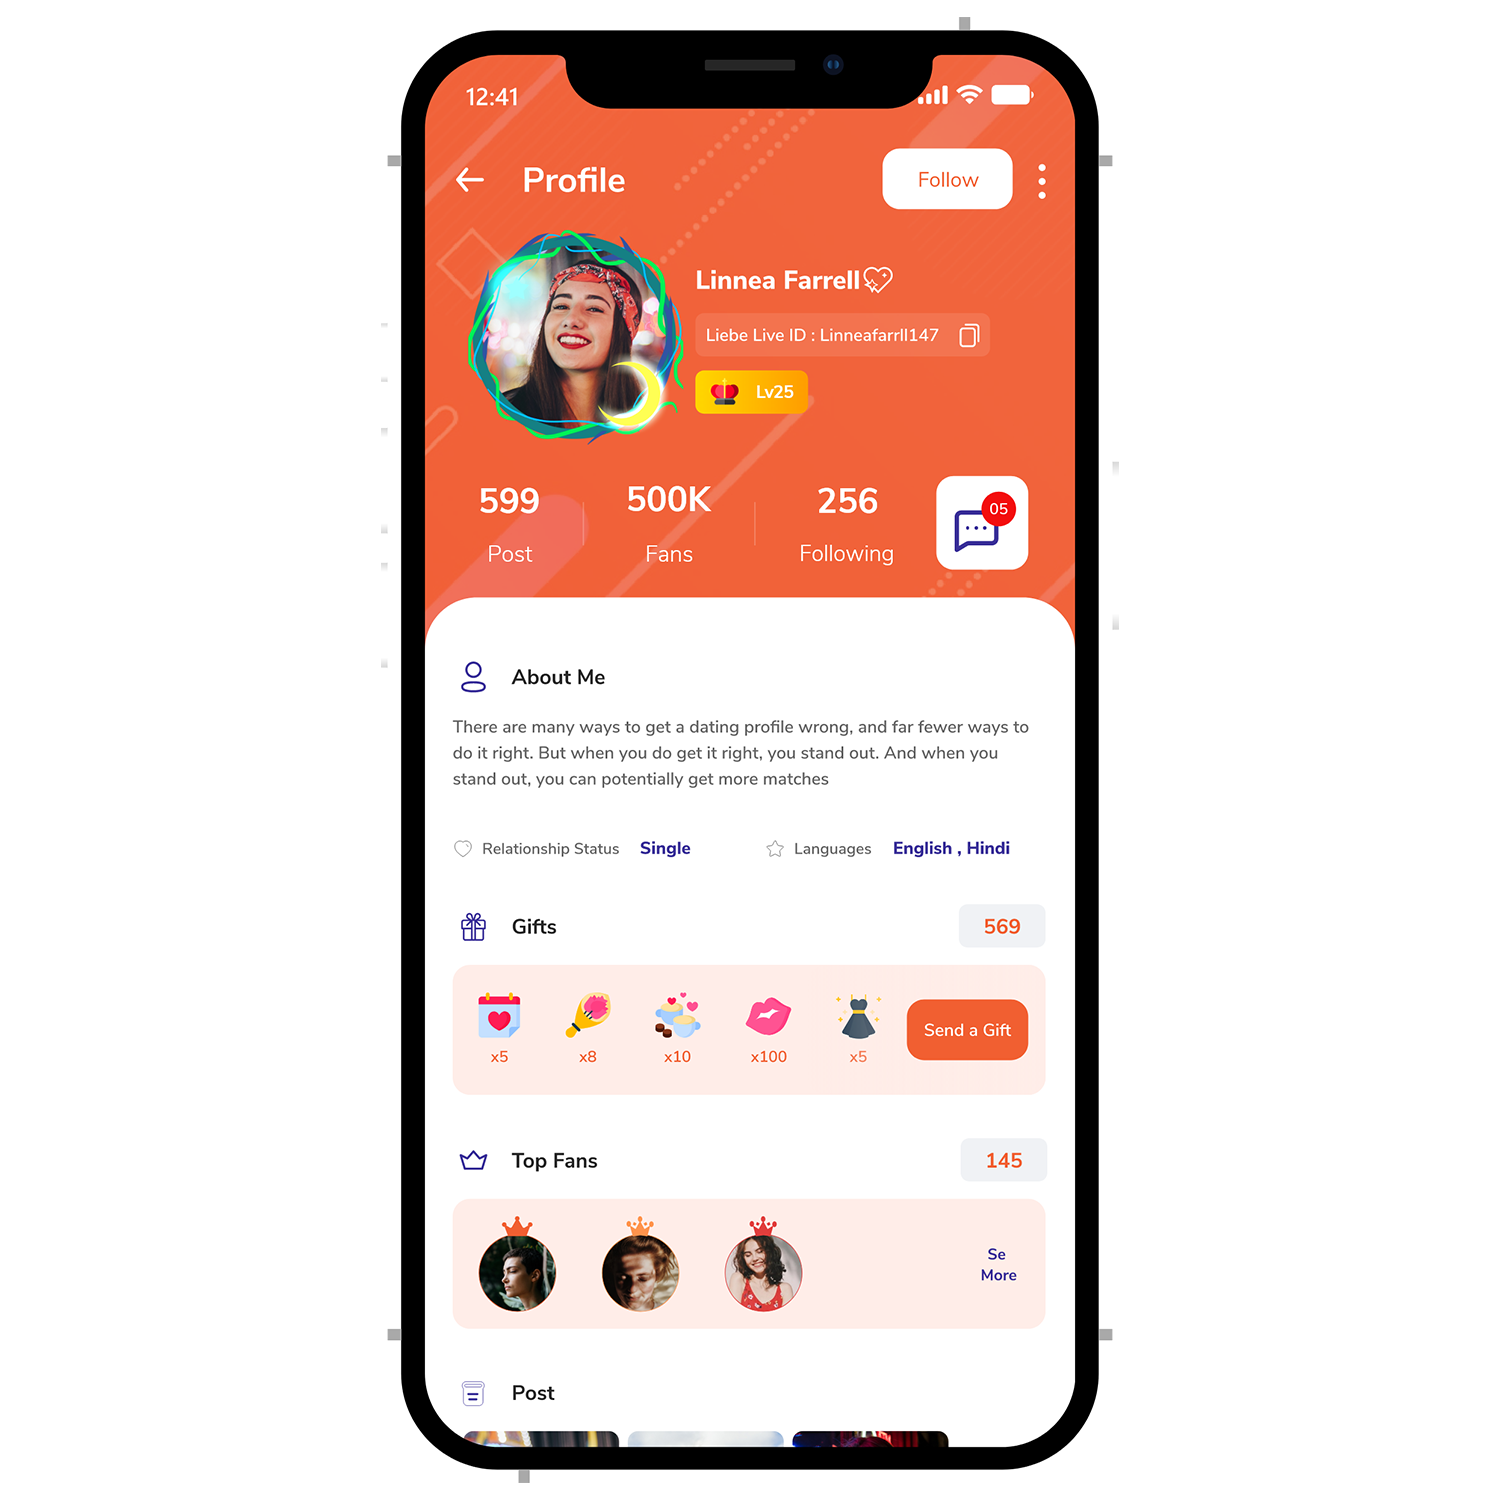 12:41
Profile
Follow
Linnea Farrell
Liebe Live ID : Linneafarrll147
Lv25
599
500K
256
05
Post
Fans
Following
About Me
There are many ways to get a dating profile wrong, and far fewer ways to
do it right. But when you do get it right, you stand out. And when you
stand out, you can potentially get more matches
Relationship Status Single
Languages English , Hindi
Gifts
569
x5
x8
x10
x100
x5
Send a Gift
Top Fans
145
Se
More
Post